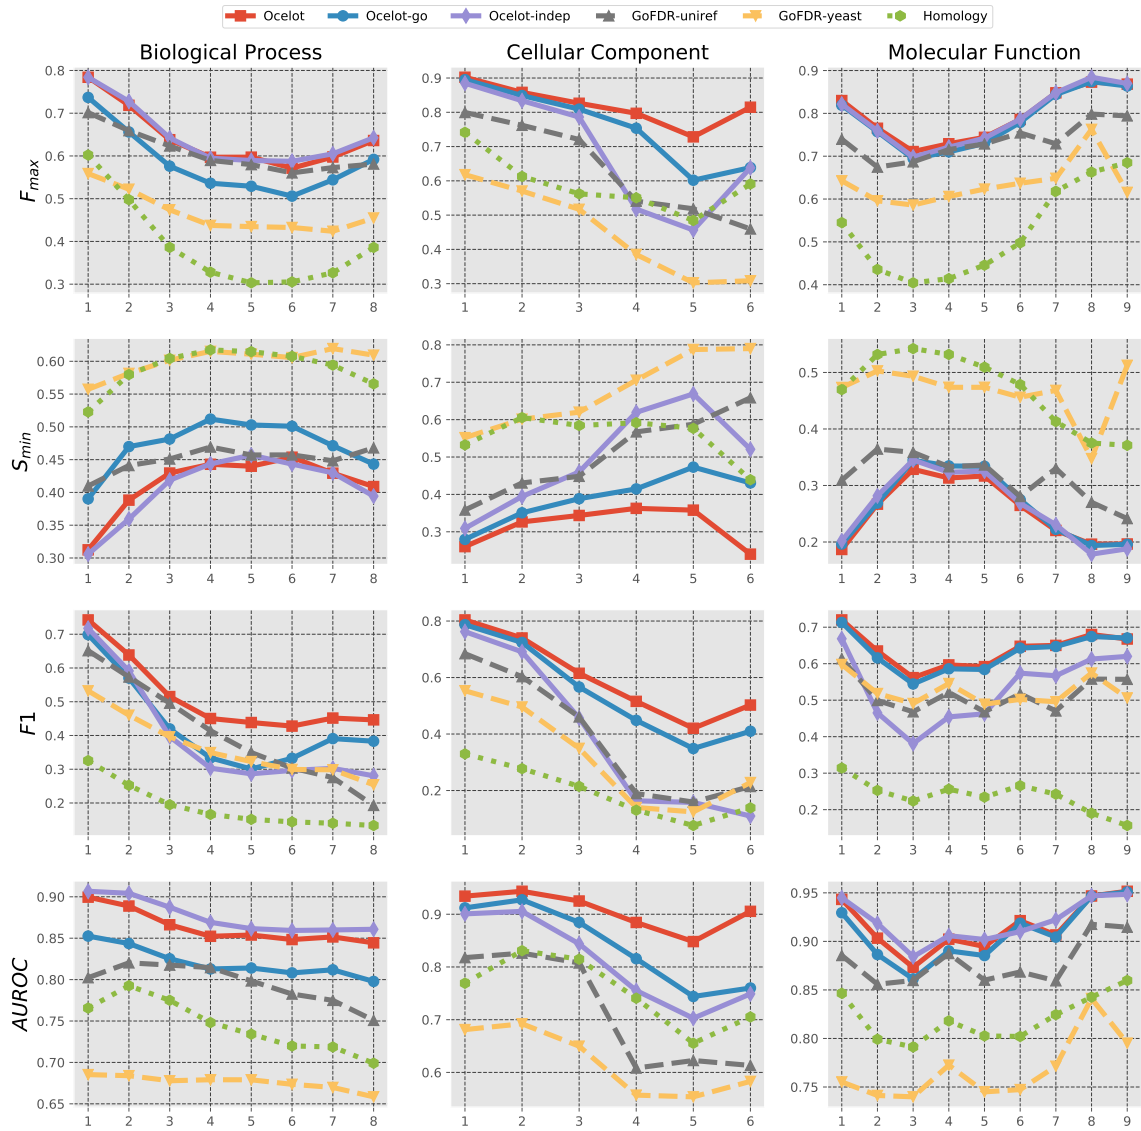 Ocelot Ocelot-go Ocelot-indep GoFDR-uniref GoFDR-yeast Homology
Biological Process Cellular Component Molecular Function
F_max
0.8 0.7 0.6 0.5 0.4 0.3
1 2 3 4 5 6 7 8
0.9 0.8 0.7 0.6 0.5 0.4 0.3
1 2 3 4 5 6
0.9 0.8 0.7 0.6 0.5 0.4
1 2 3 4 5 6 7 8 9
S_min
0.60 0.55 0.50 0.45 0.40 0.35 0.30
1 2 3 4 5 6 7 8
0.8 0.7 0.6 0.5 0.4 0.3
1 2 3 4 5 6
0.5 0.4 0.3 0.2
1 2 3 4 5 6 7 8 9
F1
0.7 0.6 0.5 0.4 0.3 0.2
1 2 3 4 5 6 7 8
0.8 0.6 0.4 0.2
1 2 3 4 5 6
0.7 0.6 0.5 0.4 0.3 0.2
1 2 3 4 5 6 7 8 9
AUROC
0.90 0.85 0.80 0.75 0.70 0.65
1 2 3 4 5 6 7 8
0.9 0.8 0.7 0.6
1 2 3 4 5 6
0.95 0.90 0.85 0.80 0.75
1 2 3 4 5 6 7 8 9